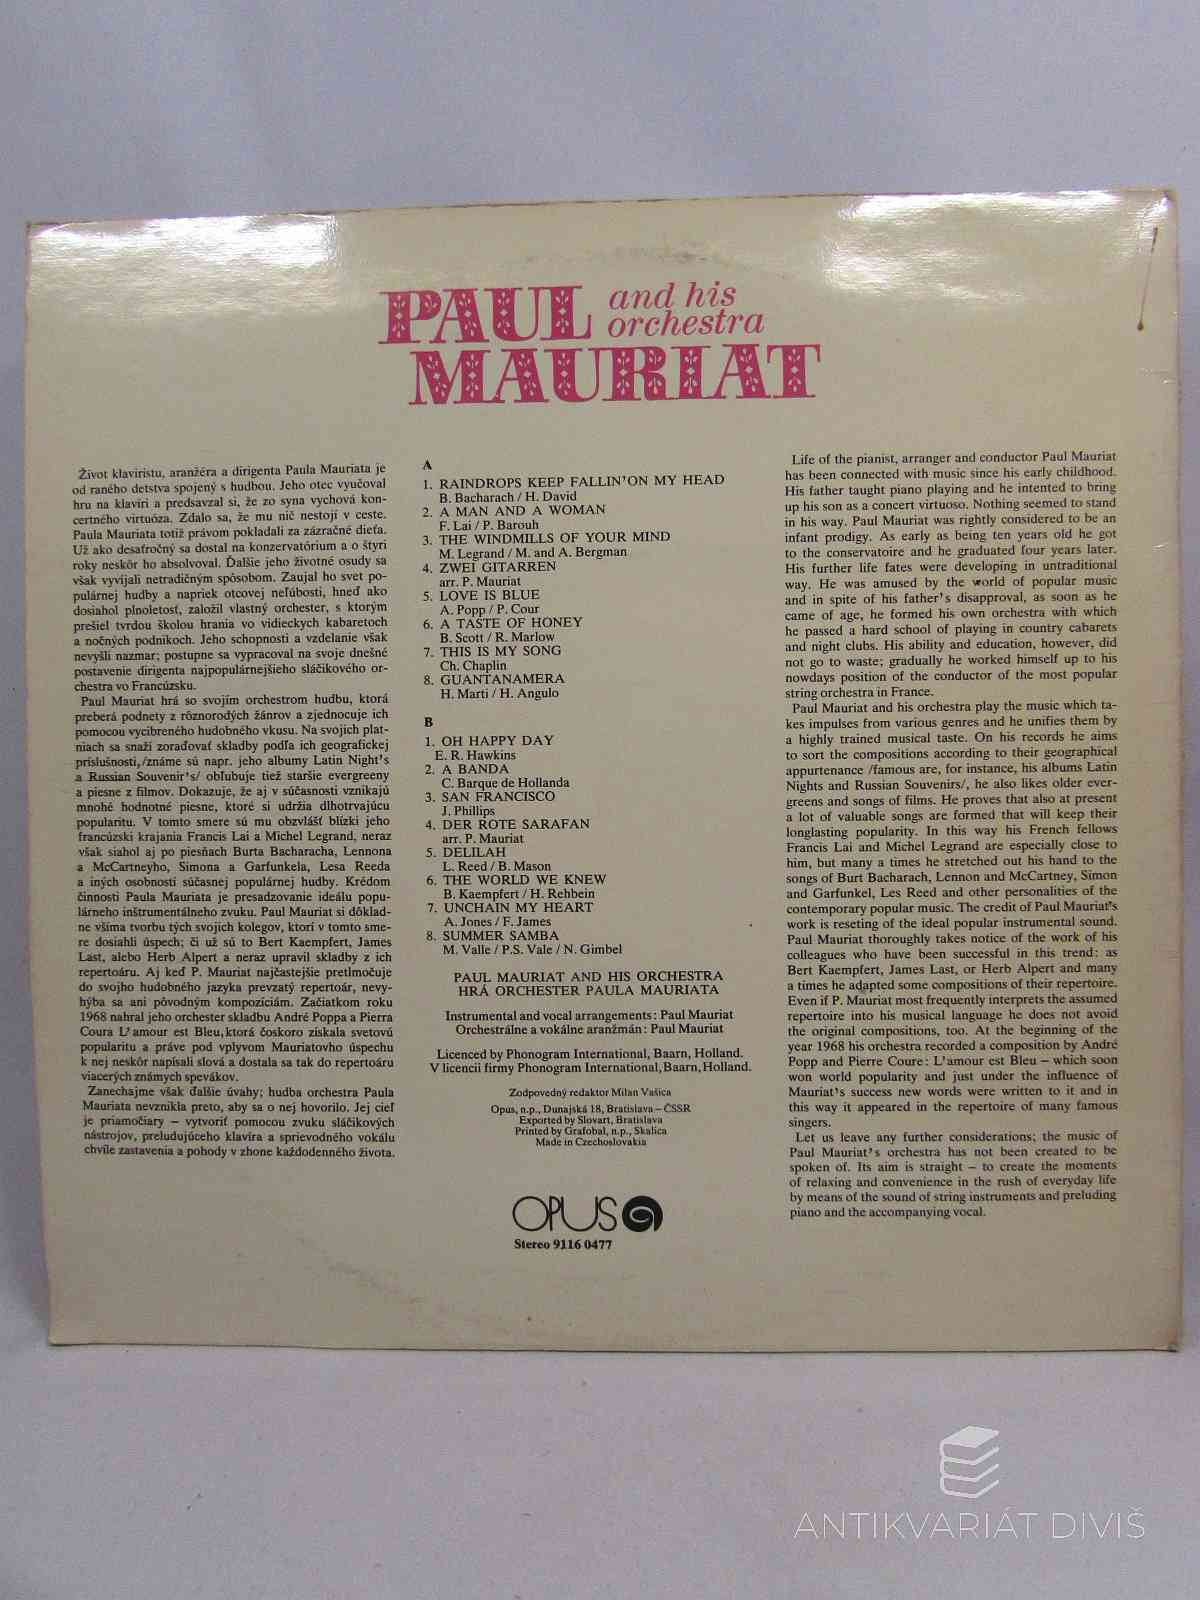 PAUL and his
orchestra
MAURIAT
Život klaviristu, aranžéra a dirigenta Paula Mauriata je
od raného detstva spojený s hudbou. Jeho otec vyučoval
hru na klavíri a predsavzal si, že zo syna vychová kon-
certného virtuóza. Zdalo sa, že mu nič nestojí v ceste.
Paula Mauriata totiž právom pokladali za zázračné dieťa.
Už ako desafročný sa dostal na konzervatórium a o štyri
roky neskôr ho absolvoval. Ďalšie jeho životné osudy sa
však vyvíjali netradičným spôsobom. Zaujal ho svet po-
pulárnej hudby a napriek otcovej neľúbosti, hneď ako
dosiahol plnoletosť, založil vlastný orchester, s ktorým
prešiel tvrdou školou hrania vo vidieckych kabaretoch
a nočných podnikoch. Jeho schopnosti a vzdelanie však
nevyšli nazmar; postupne sa vypracoval na svoje dnešné
postavenie dirigenta najpopulárnejšieho sláčikového or-
chestra vo Francúzsku.
Paul Mauriat hrá so svojím orchestrom hudbu, ktorá
preberá podnety z rôznorodých žánrov a zjednocuje ich
pomocou vycibreného hudobného vkusu. Na svojich plat-
niach sa snaží zoraďovať skladby podľa ich geografickej
príslušnosti,/známe sú napr. jeho albumy Latin Night's
a Russian Souvenir's/ obľubuje tiež staršie evergreeny
a piesne z filmov. Dokazuje, že aj v súčasnosti vznikajú
mnohé hodnotné piesne, ktoré si udržia dlhotrvajúcu
popularitu. V tomto smere sú mu obzvlášť blízki jeho
francúzski krajania Francis Lai a Michel Legrand, neraz
však siahol aj po piesňach Burta Bacharacha, Lennona
a McCartneyho, Simona a Garfunkela, Lesa Reeda
a iných osobností súčasnej populárnej hudby. Krédom
činnosti Paula Mauriata je presadzovanie ideálu popu-
lárneho inštrumentálneho zvuku. Paul Mauriat si dôklad-
ne všíma tvorbu tých svojich kolegov, ktorí v tomto sme-
re dosiahli úspech; či už sú to Bert Kaempfert, James
Last, alebo Herb Alpert a neraz upravil skladby z ich
repertoáru. Aj keď P. Mauriat najčastejšie pretlmočuje
do svojho hudobného jazyka prevzatý repertoár, nevy-
hýba sa ani pôvodným kompozíciám. Začiatkom roku
1968 nahral jeho orchester skladbu André Poppa a Pierra
Coura L'amour est Bleu,ktorá čoskoro získala svetovú
popularitu a práve pod vplyvom Mauriatovho úspechu
k nej neskôr napísali slová a dostala sa tak do repertoáru
viacerých známych spevákov.
Zanechajme však ďalšie úvahy; hudba orchestra Paula
Mauriata nevznikla preto, aby sa o nej hovorilo. Jej cieľ
je priamočiary – vytvoriť pomocou zvuku sláčikových
nástrojov, preludujúceho klavíra a sprievodného vokálu
chvíle zastavenia a pohody v zhone každodenného života.
A
1. RAINDROPS KEEP FALLIN'ON MY HEAD
B. Bacharach / H. David
2. A MAN AND A WOMAN
F. Lai / P. Barouh
3. THE WINDMILLS OF YOUR MIND
M. Legrand / M. and A. Bergman
4. ZWEI GITARREN
arr. P. Mauriat
5. LOVE IS BLUE
A. Popp / P. Cour
6. A TASTE OF HONEY
B. Scott / R. Marlow
7. THIS IS MY SONG
Ch. Chaplin
8. GUANTANAMERA
H. Marti / H. Angulo
B
1. OH HAPPY DAY
E. R. Hawkins
2. A BANDA
C. Barque de Hollanda
3. SAN FRANCISCO
J. Phillips
4. DER ROTE SARAFAN
arr. P. Mauriat
5. DELILAH
L. Reed / B. Mason
6. THE WORLD WE KNEW
B. Kaempfert / H. Rehbein
7. UNCHAIN MY HEART
A. Jones / F. James
8. SUMMER SAMBA
M. Valle / P.S. Vale / N. Gimbel
PAUL MAURIAT AND HIS ORCHESTRA
HRÁ ORCHESTER PAULA MAURIATA
Instrumental and vocal arrangements: Paul Mauriat
Orchestrálne a vokálne aranžmán: Paul Mauriat
Licenced by Phonogram International, Baarn, Holland.
V licencii firmy Phonogram International, Baarn, Holland.
Zodpovedný redaktor Milan Vašica
Opus, n.p., Dunajská 18, Bratislava – ČSSR
Exported by Slovart, Bratislava
Printed by Grafobal, n.p., Skalica
Made in Czechoslovakia
OPUS
Stereo 9116 0477
Life of the pianist, arranger and conductor Paul Mauriat
has been connected with music since his early childhood.
His father taught piano playing and he intented to bring
up his son as a concert virtuoso. Nothing seemed to stand
in his way. Paul Mauriat was rightly considered to be an
infant prodigy. As early as being ten years old he got
to the conservatoire and he graduated four years later.
His further life fates were developing in untraditional
way. He was amused by the world of popular music
and in spite of his father's disapproval, as soon as he
came of age, he formed his own orchestra with which
he passed a hard school of playing in country cabarets
and night clubs. His ability and education, however, did
not go to waste; gradually he worked himself up to his
nowdays position of the conductor of the most popular
string orchestra in France.
Paul Mauriat and his orchestra play the music which ta-
kes impulses from various genres and he unifies them by
a highly trained musical taste. On his records he aims
to sort the compositions according to their geographical
appurtenance /famous are, for instance, his albums Latin
Nights and Russian Souvenirs/, he also likes older ever-
greens and songs of films. He proves that also at present
a lot of valuable songs are formed that will keep their
longlasting popularity. In this way his French fellows
Francis Lai and Michel Legrand are especially close to
him, but many a times he stretched out his hand to the
songs of Burt Bacharach, Lennon and McCartney, Simon
and Garfunkel, Les Reed and other personalities of the
contemporary popular music. The credit of Paul Mauriat's
work is reseting of the ideal popular instrumental sound.
Paul Mauriat thoroughly takes notice of the work of his
colleagues who have been successful in this trend: as
Bert Kaempfert, James Last, or Herb Alpert and many
a times he adapted some compositions of their repertoire.
Even if P. Mauriat most frequently interprets the assumed
repertoire into his musical language he does not avoid
the original compositions, too. At the beginning of the
year 1968 his orchestra recorded a composition by André
Popp and Pierre Coure: L'amour est Bleu – which soon
won world popularity and just under the influence of
Mauriat's success new words were written to it and in
this way it appeared in the repertoire of many famous
singers.
Let us leave any further considerations; the music of
Paul Mauriat's orchestra has not been created to be
spoken of. Its aim is straight – to create the moments
of relaxing and convenience in the rush of everyday life
by means of the sound of string instruments and preluding
piano and the accompanying vocal.
ANTIKVARIÁT DIVIŠ